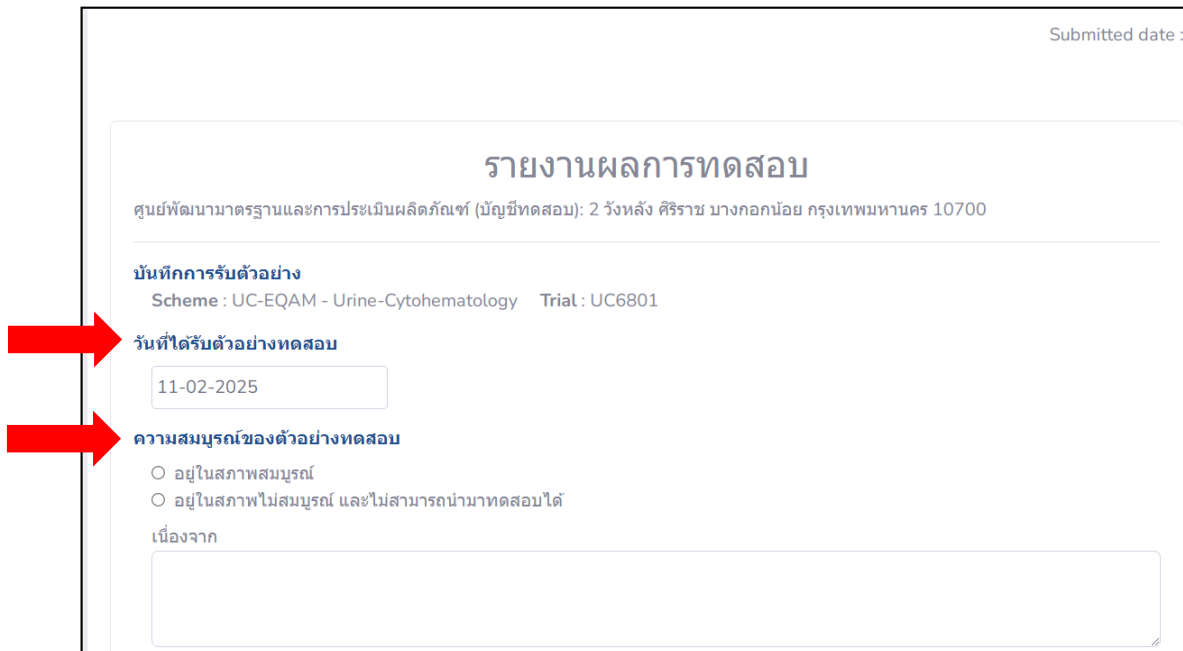 Submitted date :
รายงานผลการทดสอบ
ศูนย์พัฒนามาตรฐานและการประเมินผลิตภัณฑ์ (บัญชีทดสอบ): 2 วังหลัง ศิริราช บางกอกน้อย กรุงเทพมหานคร 10700
บันทึกการรับตัวอย่าง
Scheme : UC-EQAM - Urine-Cytohematology Trial : UC6801
วันที่ได้รับตัวอย่างทดสอบ
11-02-2025
ความสมบูรณ์ของตัวอย่างทดสอบ
อยู่ในสภาพสมบูรณ์
อยู่ในสภาพไม่สมบูรณ์ และไม่สามารถนำมาทดสอบได้
เนื่องจาก